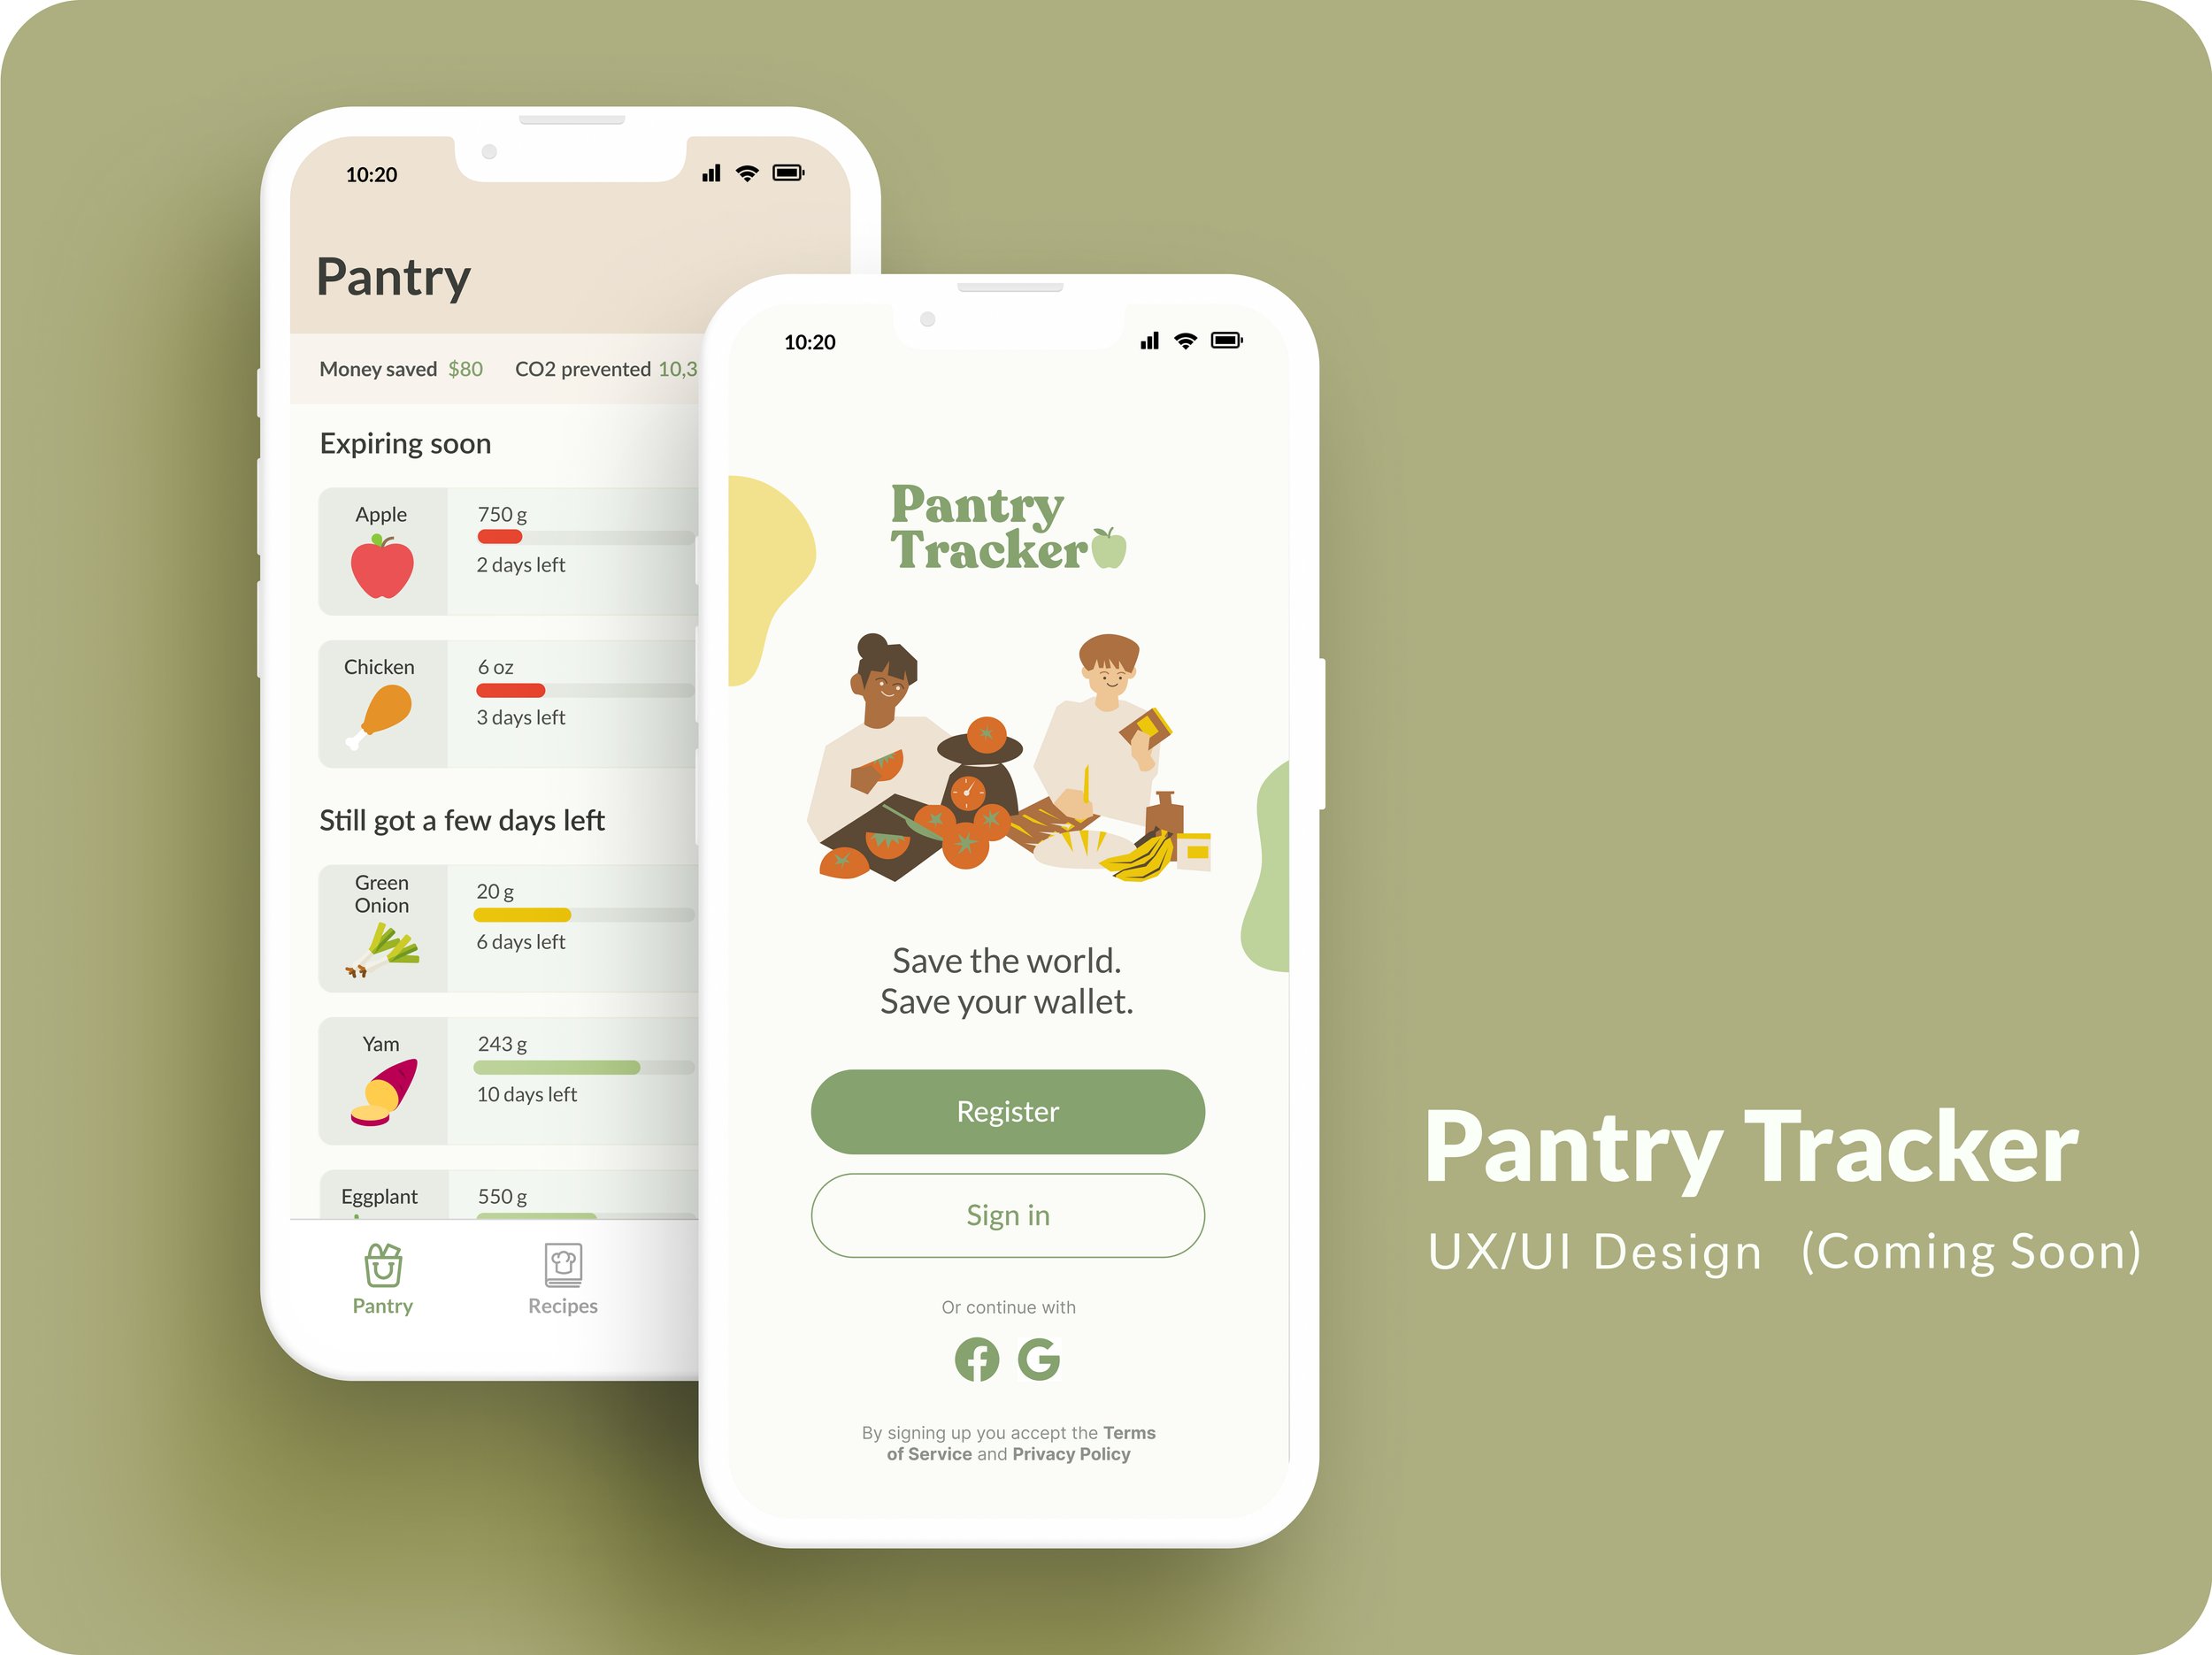 10:20
Pantry
Money saved $80 CO2 prevented 10,3
Expiring soon
Apple
750 g
2 days left
Chicken
6 oz
3 days left
Still got a few days left
Green
Onion
20 g
6 days left
Yam
243 g
10 days left
Eggplant
550 g
Pantry
Recipes
10:20
Pantry
Tracker
Save the world.
Save your wallet.
Register
Sign in
Or continue with
By signing up you accept the Terms
of Service and Privacy Policy
Pantry Tracker
UX/UI Design (Coming Soon)